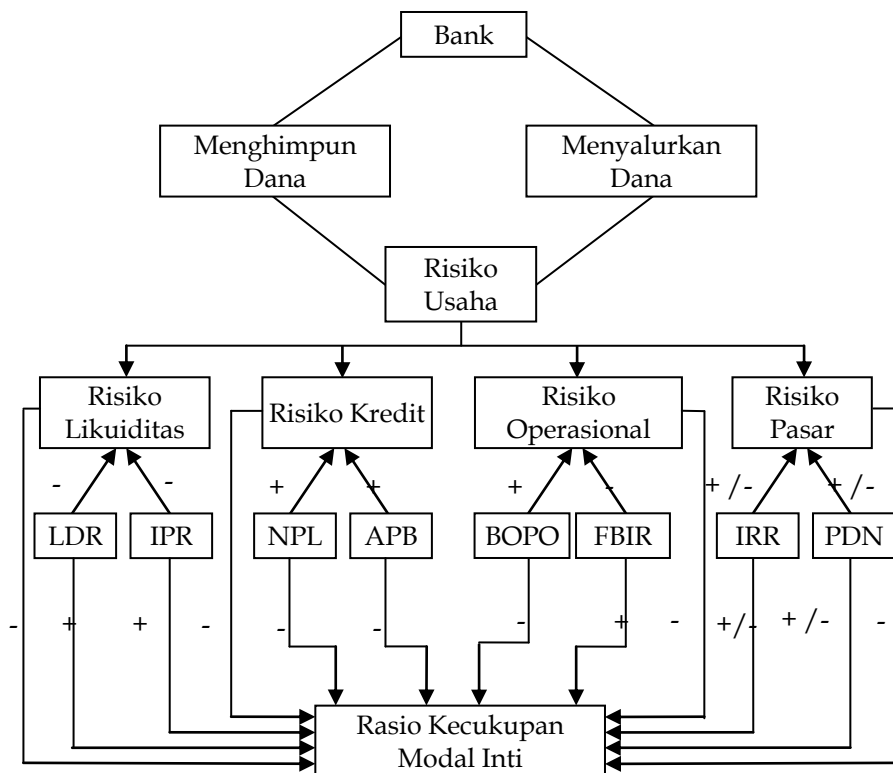 Bank
Menghimpun
Dana
Menyalurkan
Dana
Risiko
Usaha
Risiko
Likuiditas
Risiko Kredit
Risiko
Operasional
Risiko
Pasar
- - + + + - + /- + /-
LDR IPR NPL APB BOPO FBIR IRR PDN
- + + - - - - + - +/- + /- -
Rasio Kecukupan
Modal Inti